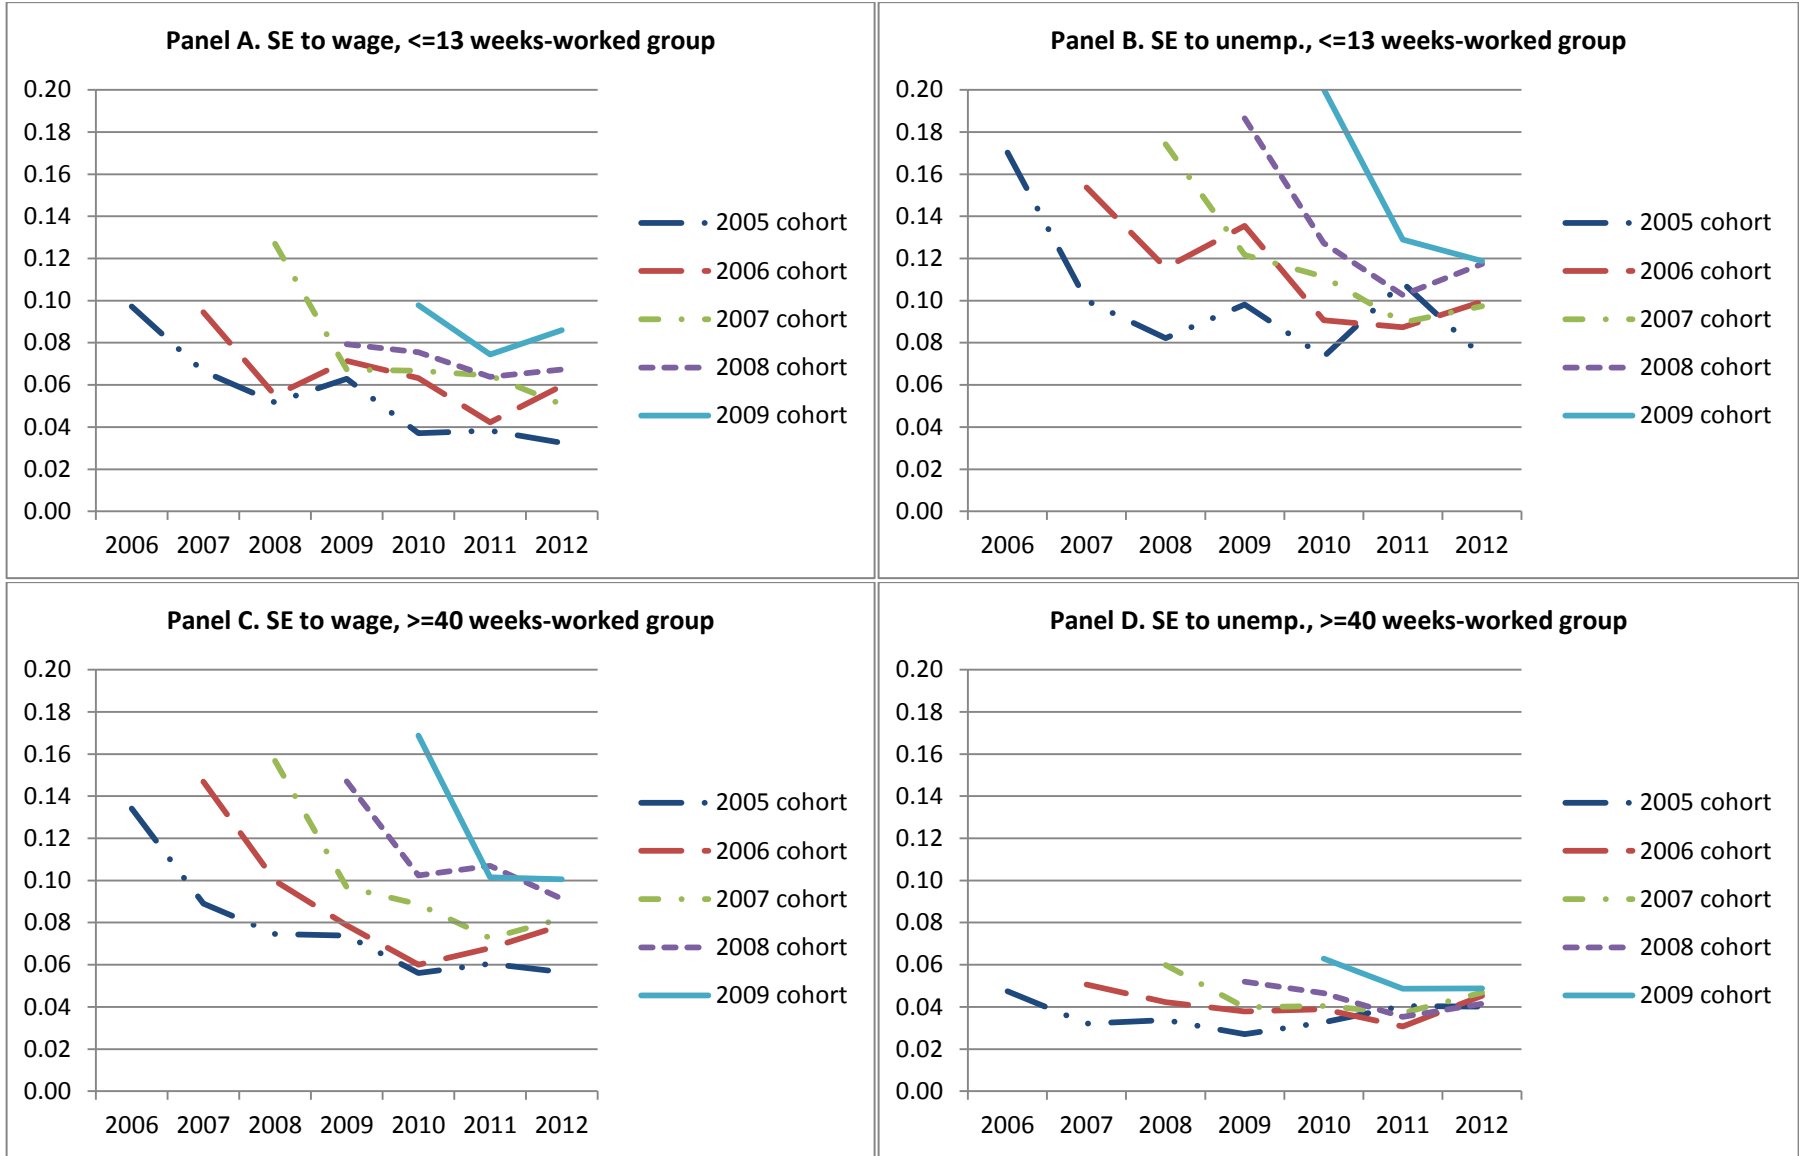 Panel A. SE to wage, <=13 weeks-worked group
0.20
0.18
0.16
0.14
0.12
0.10
0.08
0.06
0.04
0.02
0.00
2006 2007 2008 2009 2010 2011 2012
2005 cohort
2006 cohort
2007 cohort
2008 cohort
2009 cohort
Panel B. SE to unemp., <=13 weeks-worked group
0.20
0.18
0.16
0.14
0.12
0.10
0.08
0.06
0.04
0.02
0.00
2006 2007 2008 2009 2010 2011 2012
2005 cohort
2006 cohort
2007 cohort
2008 cohort
2009 cohort
Panel C. SE to wage, >=40 weeks-worked group
0.20
0.18
0.16
0.14
0.12
0.10
0.08
0.06
0.04
0.02
0.00
2006 2007 2008 2009 2010 2011 2012
2005 cohort
2006 cohort
2007 cohort
2008 cohort
2009 cohort
Panel D. SE to unemp., >=40 weeks-worked group
0.20
0.18
0.16
0.14
0.12
0.10
0.08
0.06
0.04
0.02
0.00
2006 2007 2008 2009 2010 2011 2012
2005 cohort
2006 cohort
2007 cohort
2008 cohort
2009 cohort